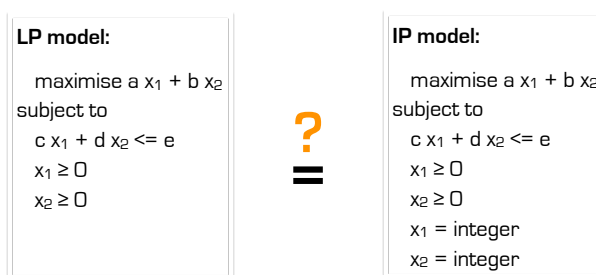 LP model:
maximise a x₁ + b x₂
subject to
c x₁ + d x₂ <= e
x₁ ≥ 0
x₂ ≥ 0
?
=
IP model:
maximise a x₁ + b x₂
subject to
c x₁ + d x₂ <= e
x₁ ≥ 0
x₂ ≥ 0
x₁ = integer
x₂ = integer